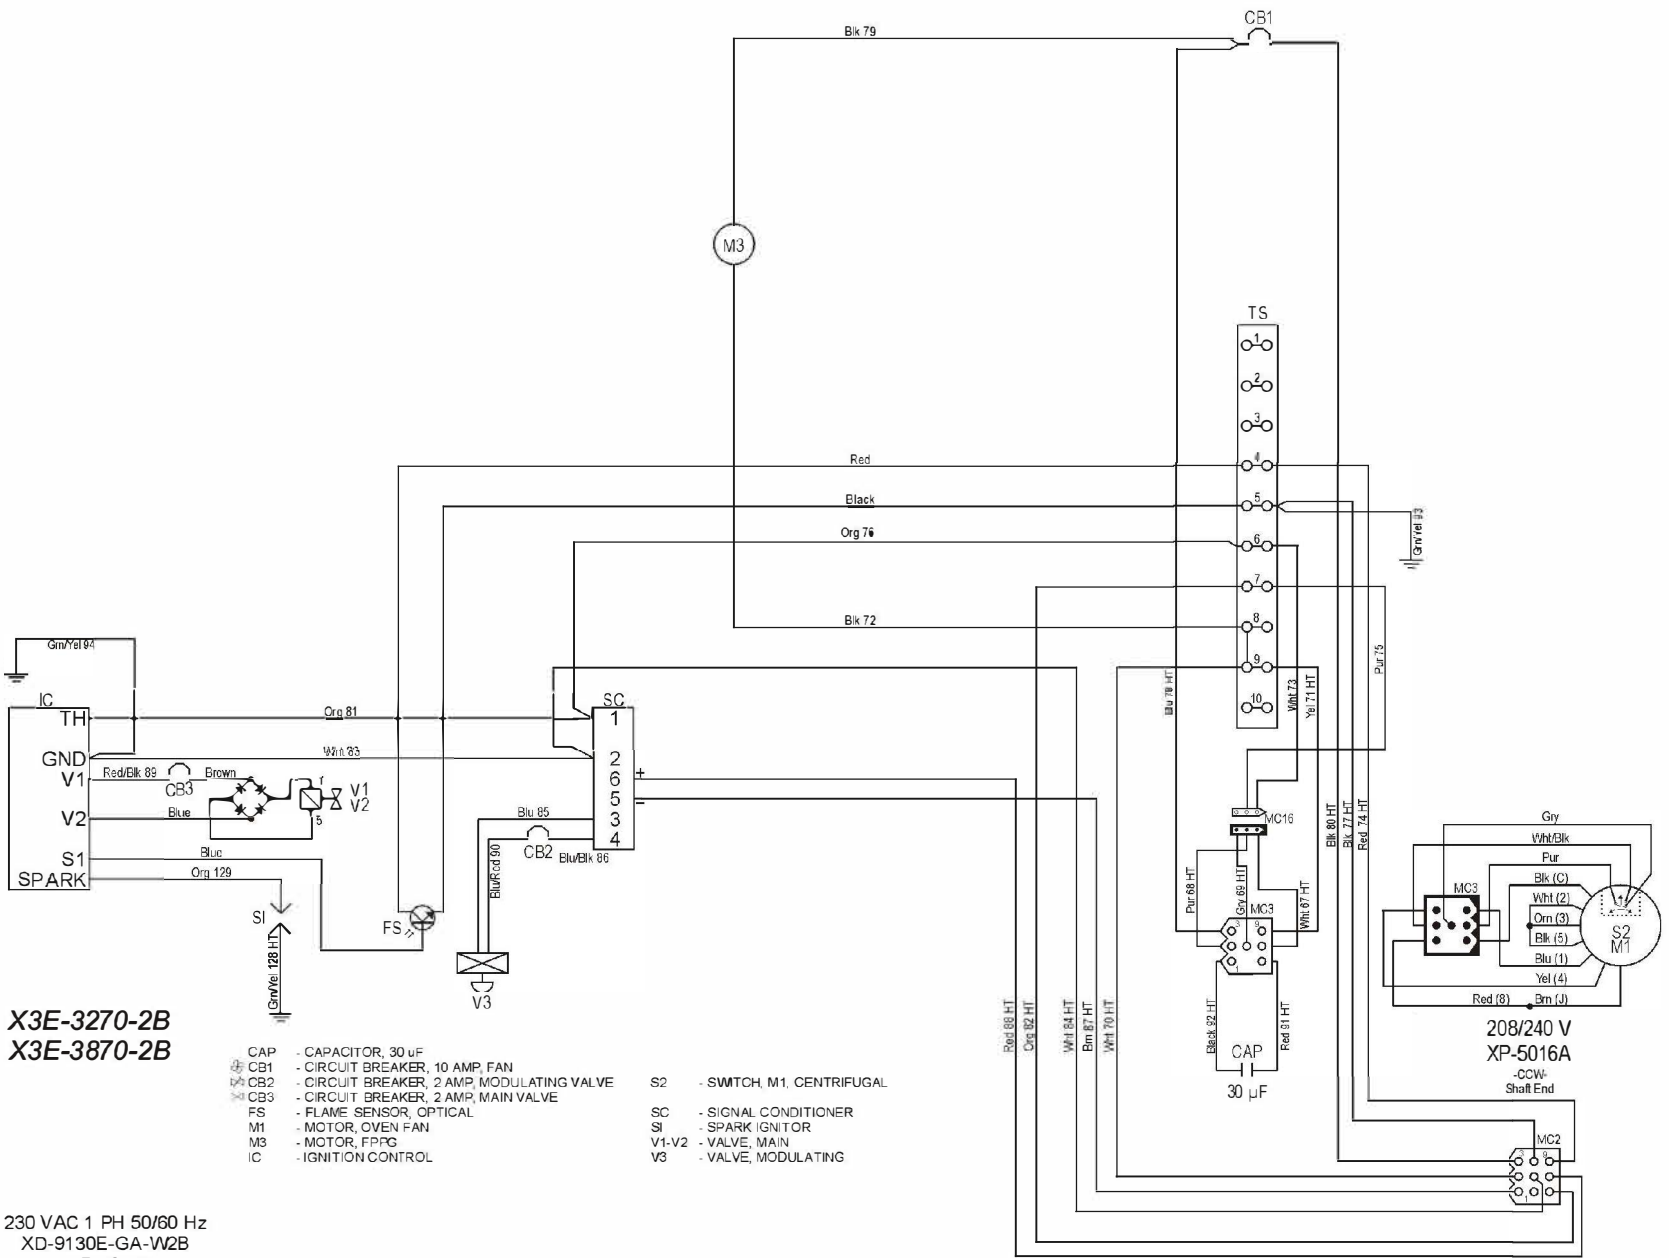 CB1
Blk 79
M3
TS
1
2
3
4
Red
5
Black
Grn/Yel 93
Org 76
6
7
8
Blk 72
9
10
Pur 75
Blu 78 HT
Wht 73
Yel 71 HT
Grn/Yel 94
IC
TH
Org 81
SC
1
GND
Wht 83
2
V1
Red/Blk 89
CB3
Brown
V1
V2
6
+
5
-
V2
Blue
5
Blu 85
3
4
CB2
Blu/Blk 86
S1
Blue
SPARK
Org 129
SI
Grn/Yel 128 HT
FS
Blu/Red 90
V3
MC16
Blk 80 HT
Blk 77 HT
Red 74 HT
Pur 68 HT
Gry 69 HT
Wht 67 HT
MC3
3
9
1
Black 92 HT
Red 91 HT
CAP
30 µF
Gry
Wht/Blk
Pur
Blk (C)
MC3
Wht (2)
Orn (3)
Blk (5)
S2
M1
Blu (1)
Yel (4)
Red (8)
Brn (J)
208/240 V
XP-5016A
-CCW-
Shaft End
Red 88 HT
Org 82 HT
Wht 84 HT
Brn 87 HT
Wht 70 HT
MC2
3
9
1
X3E-3270-2B
X3E-3870-2B
CAP - CAPACITOR, 30 uF
CB1 - CIRCUIT BREAKER, 10 AMP, FAN
CB2 - CIRCUIT BREAKER, 2 AMP, MODULATING VALVE
CB3 - CIRCUIT BREAKER, 2 AMP, MAIN VALVE
FS - FLAME SENSOR, OPTICAL
M1 - MOTOR, OVEN FAN
M3 - MOTOR, FPPG
IC - IGNITION CONTROL
S2 - SWITCH, M1, CENTRIFUGAL
SC - SIGNAL CONDITIONER
SI - SPARK IGNITOR
V1-V2 - VALVE, MAIN
V3 - VALVE, MODULATING
230 VAC 1 PH 50/60 Hz
XD-9130E-GA-W2B